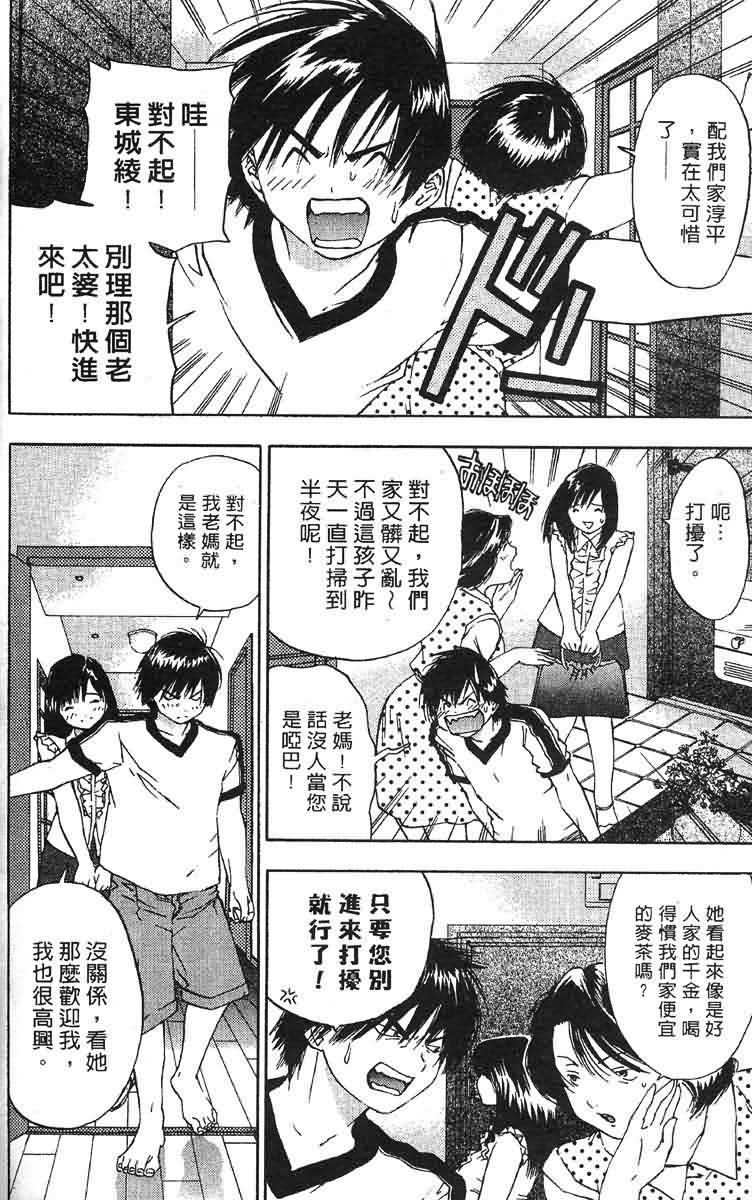 配我們家淳平
，實在太可惜
了—
哇—
對不起！
東城綾！
別理那個老
太婆！快進
來吧！
ド
ー
ン
呃…
打擾了。
對不起，我們
家又髒又亂～
不過這孩子昨
天一直打掃到
半夜呢！
老媽！不說
話沒人當您
是啞巴！
對不起，
我老媽就
是這樣。
她看起來像是好
人家的千金，喝
得慣我們家便宜
的麥茶嗎？
只要您別
進來打擾
就行了！
沒關係，看她
那麼歡迎我，
我也很高興。